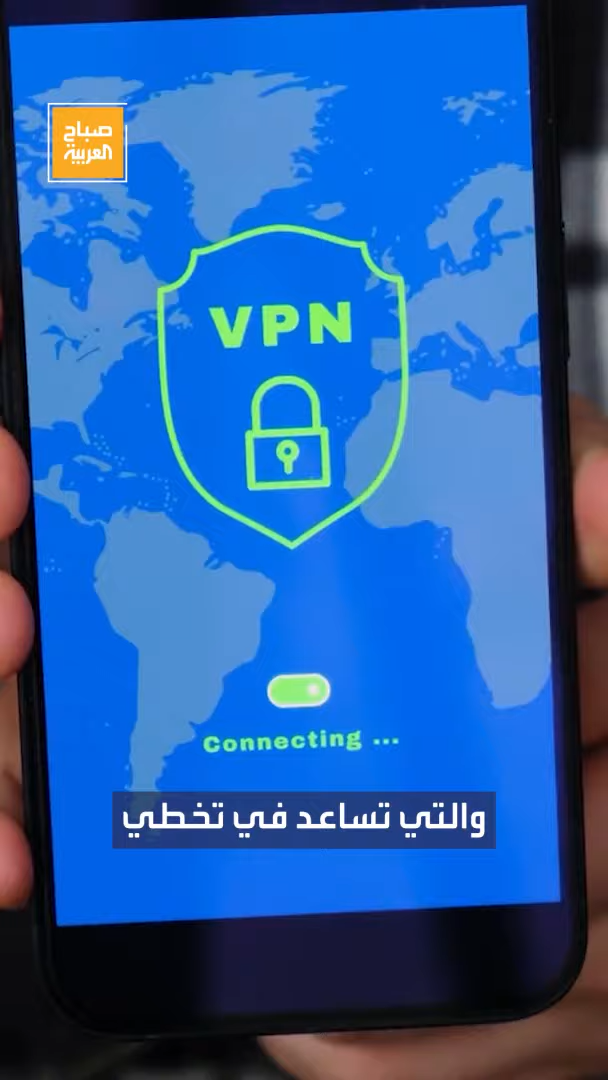 صباح
العربية
VPN
Connecting ...
والتي تساعد في تخطي